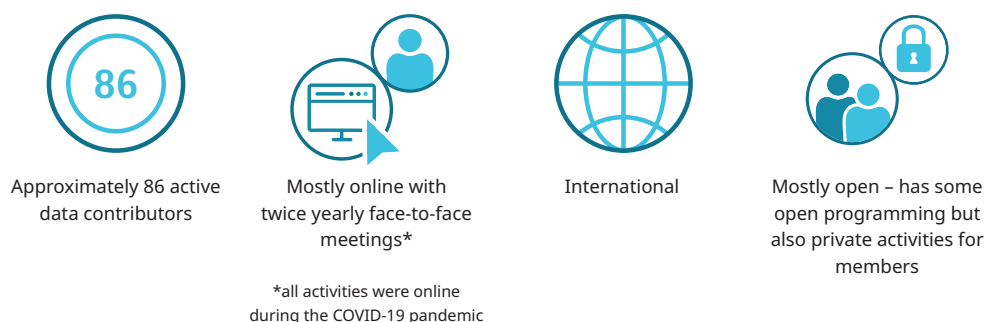 86
Approximately 86 active
data contributors
Mostly online with
twice yearly face-to-face
meetings*
*all activities were online
during the COVID-19 pandemic
International
Mostly open – has some
open programming but
also private activities for
members